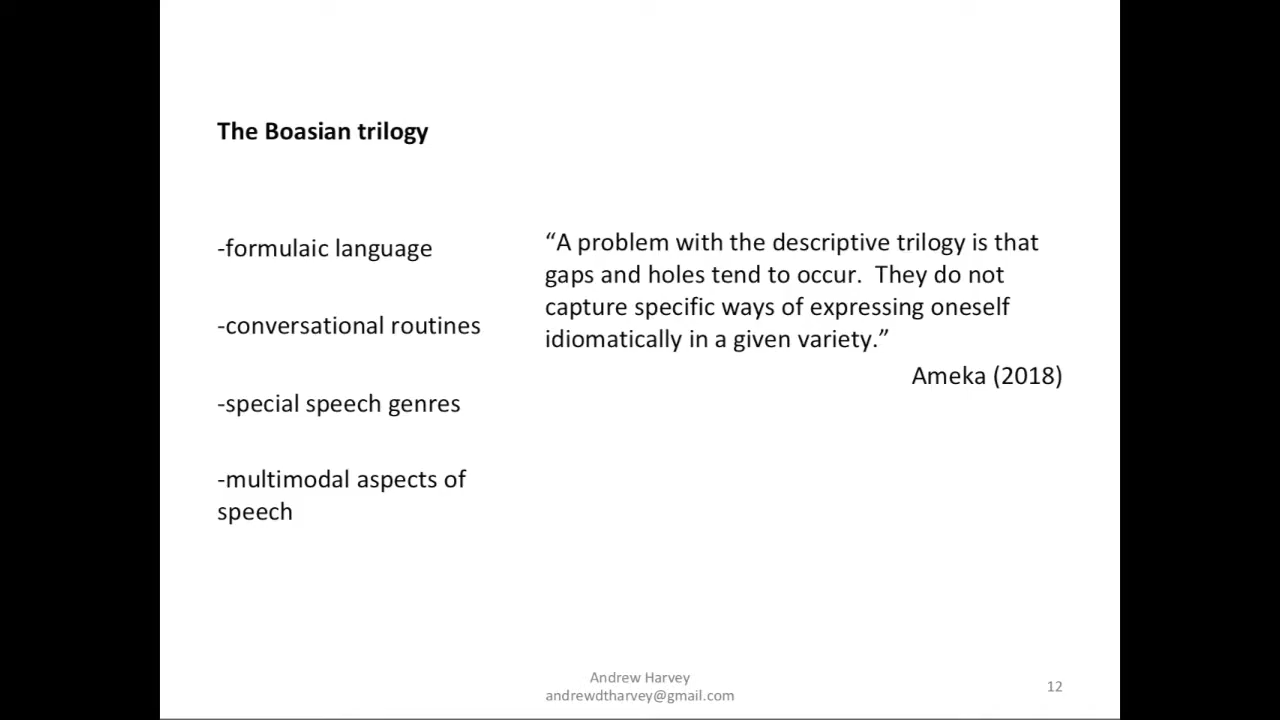 The Boasian trilogy
-formulaic language
-conversational routines
-special speech genres
-multimodal aspects of
speech
“A problem with the descriptive trilogy is that
gaps and holes tend to occur.  They do not
capture specific ways of expressing oneself
idiomatically in a given variety.”
Ameka (2018)
Andrew Harvey
andrewdtharvey@gmail.com
12